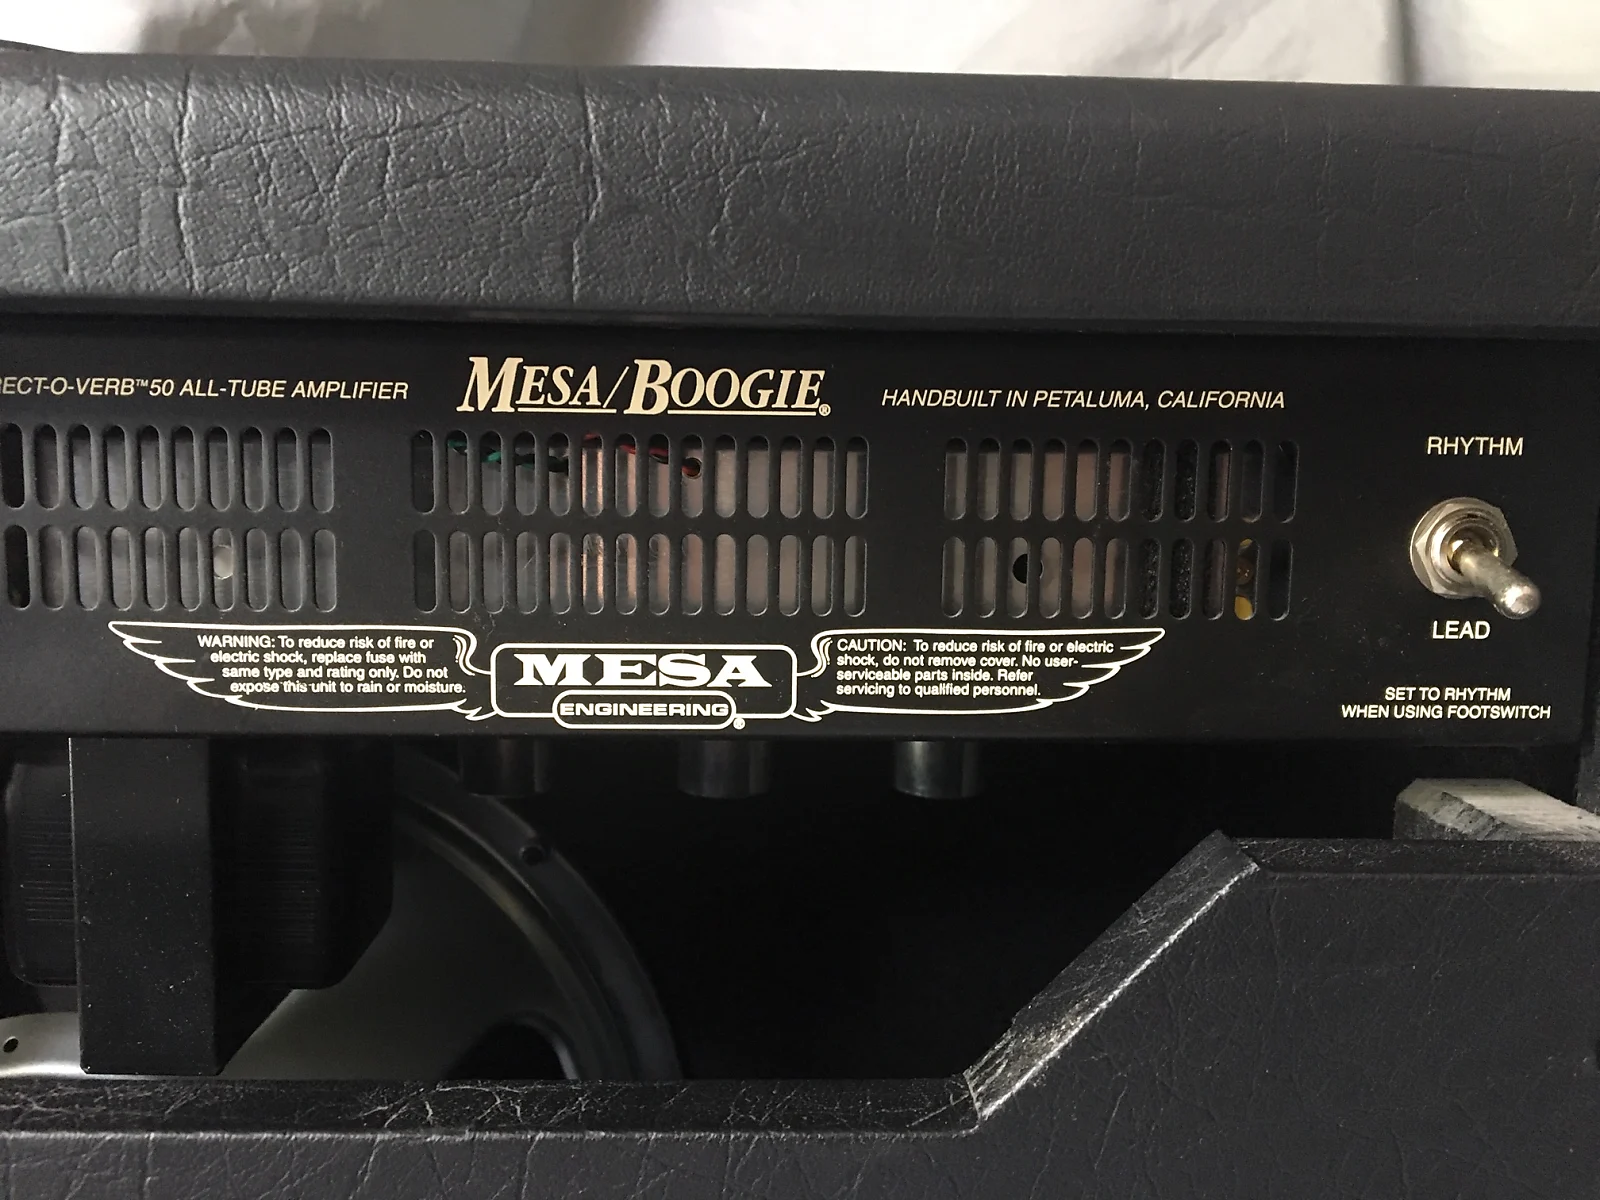 RECT-O-VERB™50 ALL-TUBE AMPLIFIER
MESA/BOOGIE®
HANDBUILT IN PETALUMA, CALIFORNIA
RHYTHM
LEAD
SET TO RHYTHM
WHEN USING FOOTSWITCH
WARNING: To reduce risk of fire or
electric shock, replace fuse with
same type and rating only. Do not
expose this unit to rain or moisture.
MESA
ENGINEERING®
CAUTION: To reduce risk of fire or electric
shock, do not remove cover. No user-
serviceable parts inside. Refer
servicing to qualified personnel.